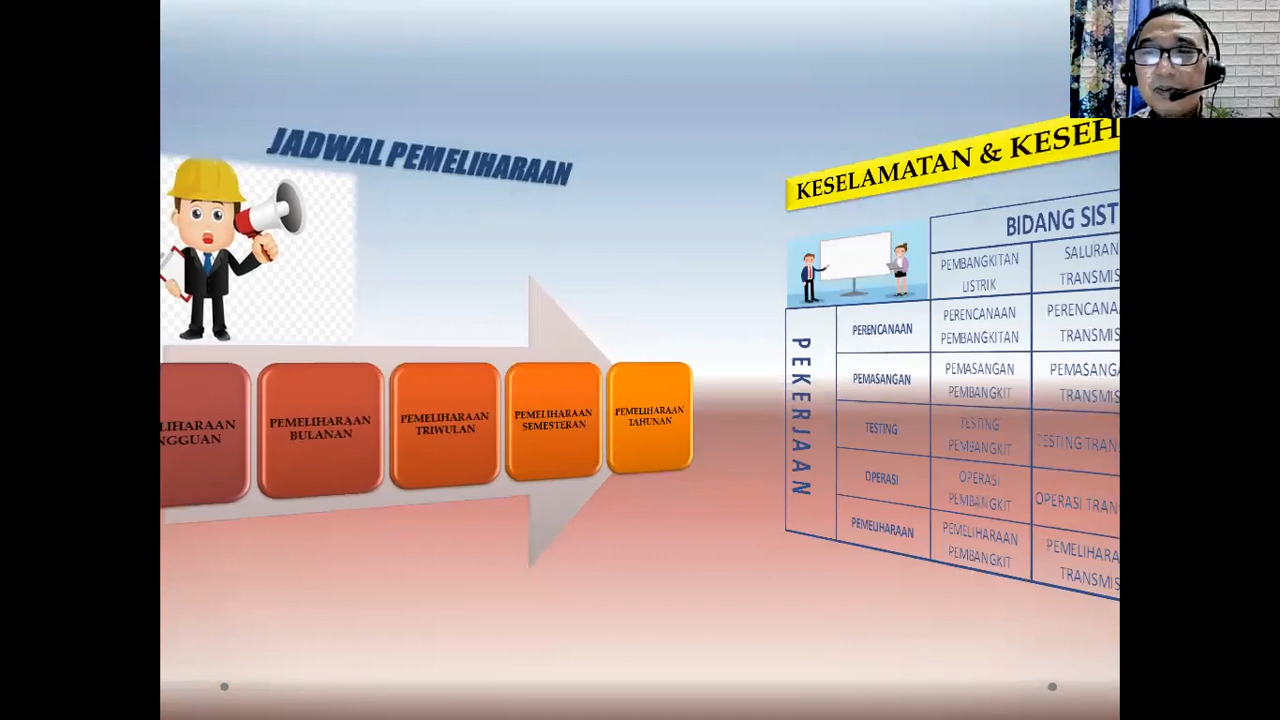 JADWAL PEMELIHARAAN
PEMELIHARAAN
BULANAN
PEMELIHARAAN
TRIWULAN
PEMELIHARAAN
SEMESTERAN
PEMELIHARAAN
TAHUNAN
LIHARAAN
NGGUAN
KESELAMATAN & KESEH
BIDANG SIST
PEMBANGKITAN
LISTRIK
SALURAN
TRANSMIS
PEKERJAAN
PERENCANAAN
PERENCANAAN
PEMBANGKITAN
PERENCANA
TRANSMIS
PEMASANGAN
PEMASANGAN
PEMBANGKIT
PEMASANGA
TRANSMIS
TESTING
TESTING
PEMBANGKIT
TESTING TRAN
OPERASI
OPERASI
PEMBANGKIT
OPERASI TRAN
PEMELIHARAAN
PEMELIHARAAN
PEMBANGKIT
PEMELIHARA
TRANSMIS